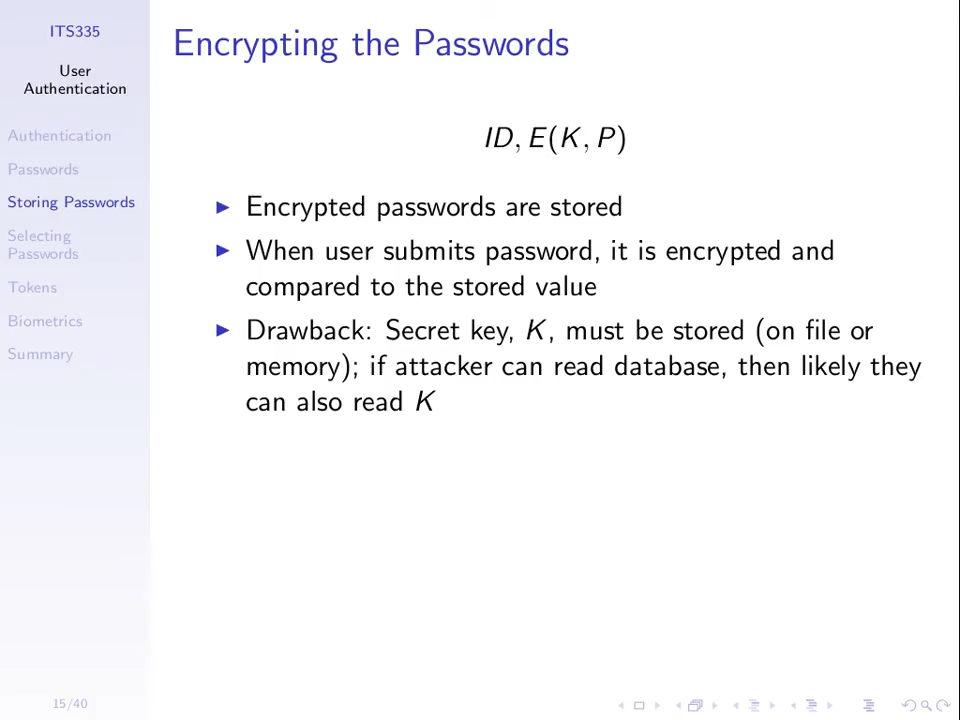 ITS335
User
Authentication
Authentication
Passwords
Storing Passwords
Selecting
Passwords
Tokens
Biometrics
Summary
15/40
Encrypting the Passwords
ID, E(K, P)
Encrypted passwords are stored
When user submits password, it is encrypted and
compared to the stored value
Drawback: Secret key, K, must be stored (on file or
memory); if attacker can read database, then likely they
can also read K